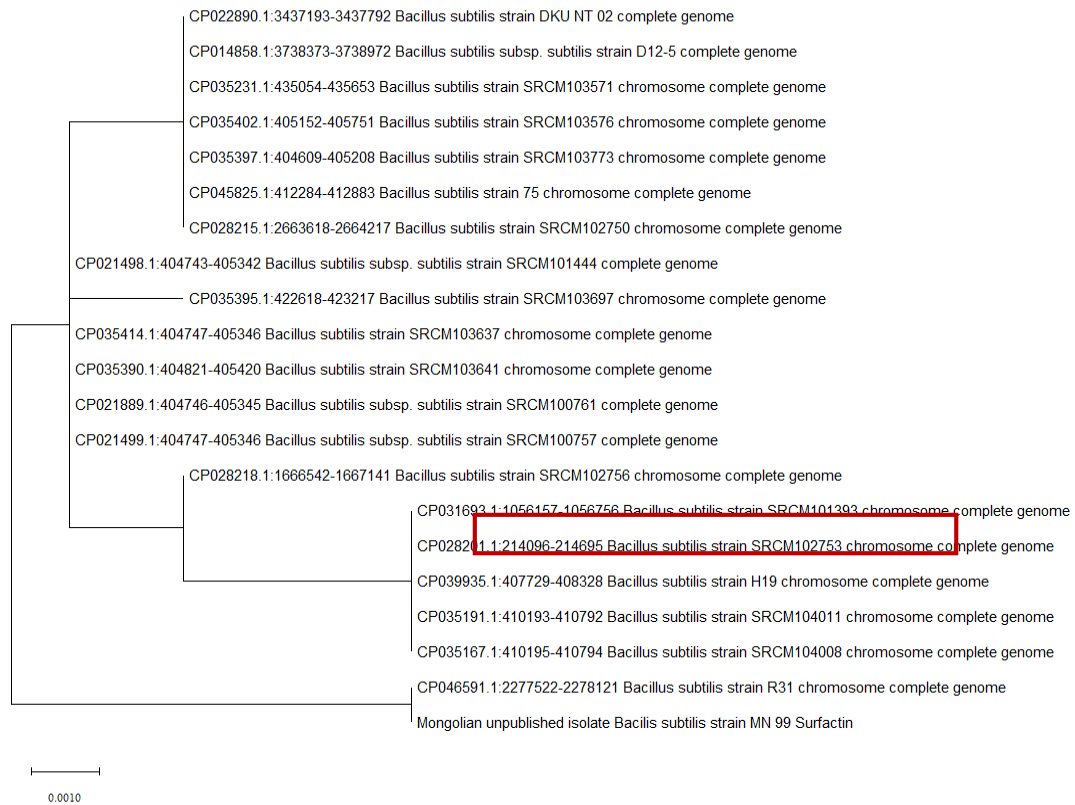 CP022890.1:3437193-3437792 Bacillus subtilis strain DKU NT 02 complete genome
CP014858.1:3738373-3738972 Bacillus subtilis subsp. subtilis strain D12-5 complete genome
CP035231.1:435054-435653 Bacillus subtilis strain SRCM103571 chromosome complete genome
CP035402.1:405152-405751 Bacillus subtilis strain SRCM103576 chromosome complete genome
CP035397.1:404609-405208 Bacillus subtilis strain SRCM103773 chromosome complete genome
CP045825.1:412284-412883 Bacillus subtilis strain 75 chromosome complete genome
CP028215.1:2663618-2664217 Bacillus subtilis strain SRCM102750 chromosome complete genome
CP021498.1:404743-405342 Bacillus subtilis subsp. subtilis strain SRCM101444 complete genome
CP035395.1:422618-423217 Bacillus subtilis strain SRCM103697 chromosome complete genome
CP035414.1:404747-405346 Bacillus subtilis strain SRCM103637 chromosome complete genome
CP035390.1:404821-405420 Bacillus subtilis strain SRCM103641 chromosome complete genome
CP021889.1:404746-405345 Bacillus subtilis subsp. subtilis strain SRCM100761 complete genome
CP021499.1:404747-405346 Bacillus subtilis subsp. subtilis strain SRCM100757 complete genome
CP028218.1:1666542-1667141 Bacillus subtilis strain SRCM102756 chromosome complete genome
CP031693.1:1056157-1056756 Bacillus subtilis strain SRCM101393 chromosome complete genome
CP028201.1:214096-214695 Bacillus subtilis strain SRCM102753 chromosome complete genome
CP039935.1:407729-408328 Bacillus subtilis strain H19 chromosome complete genome
CP035191.1:410193-410792 Bacillus subtilis strain SRCM104011 chromosome complete genome
CP035167.1:410195-410794 Bacillus subtilis strain SRCM104008 chromosome complete genome
CP046591.1:2277522-2278121 Bacillus subtilis strain R31 chromosome complete genome
Mongolian unpublished isolate Bacilis subtilis strain MN 99 Surfactin
0.0010